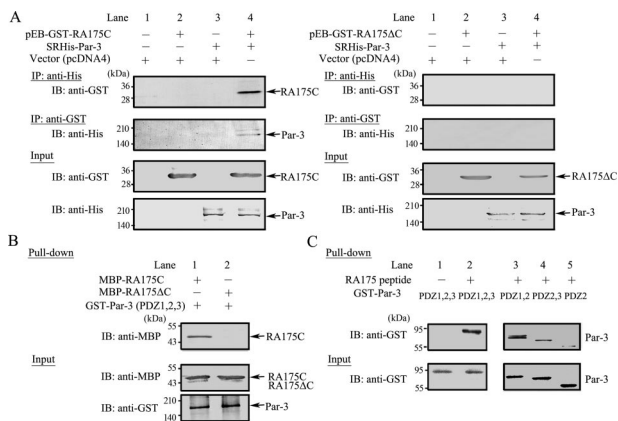 A
Lane 1 2 3 4
pEB-GST-RA175C − + − +
SRHis-Par-3 − − + +
Vector (pcDNA4) + + + −
(kDa)
IP: anti-His
IB: anti-GST
36
28
RA175C
IP: anti-GST
IB: anti-His
210
140
Par-3
Input
IB: anti-GST
36
28
RA175C
IB: anti-His
210
140
Par-3
Lane 1 2 3 4
pEB-GST-RA175ΔC − + − +
SRHis-Par-3 − − + +
Vector (pcDNA4) + + + −
(kDa)
IP: anti-His
IB: anti-GST
36
28
IP: anti-GST
IB: anti-His
210
140
Input
IB: anti-GST
36
28
RA175ΔC
IB: anti-His
210
140
Par-3
B
Pull-down
Lane 1 2
MBP-RA175C + −
MBP-RA175ΔC − +
GST-Par-3 (PDZ1,2,3) + +
(kDa)
IB: anti-MBP
55
43
RA175C
Input
IB: anti-MBP
55
43
RA175C
RA175ΔC
IB: anti-GST
210
140
Par-3
C
Pull-down
Lane 1 2 3 4 5
RA175 peptide − + + + +
GST-Par-3 PDZ1,2,3 PDZ1,2,3 PDZ1,2 PDZ2,3 PDZ2
(kDa)
IB: anti-GST
95
55
Par-3
Input
IB: anti-GST
95
55
Par-3